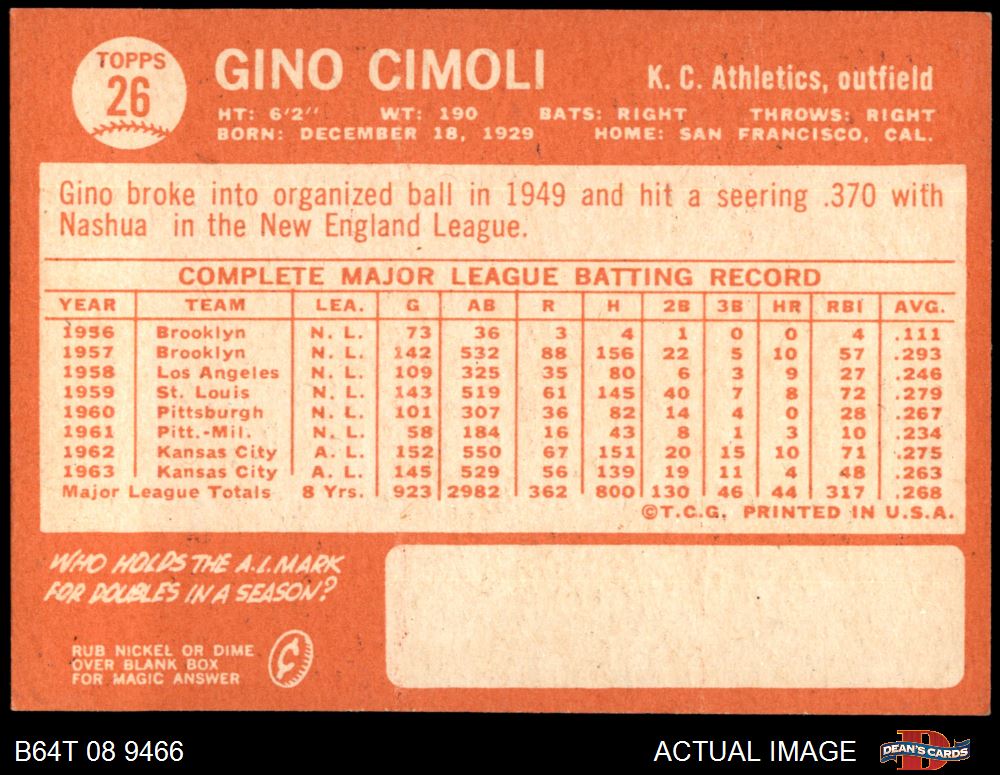 TOPPS
26
GINO CIMOLI
K. C. Athletics, outfield
HT: 6'2" WT: 190 BATS: RIGHT THROWS: RIGHT
BORN: DECEMBER 18, 1929 HOME: SAN FRANCISCO, CAL.
Gino broke into organized ball in 1949 and hit a seering .370 with
Nashua in the New England League.
COMPLETE MAJOR LEAGUE BATTING RECORD
YEAR TEAM LEA. G AB R H 2B 3B HR RBI AVG.
1956 Brooklyn N. L. 73 36 3 4 1 0 0 4 .111
1957 Brooklyn N. L. 142 532 88 156 22 5 10 57 .293
1958 Los Angeles N. L. 109 325 35 80 6 3 9 27 .246
1959 St. Louis N. L. 143 519 61 145 40 7 8 72 .279
1960 Pittsburgh N. L. 101 307 36 82 14 4 0 28 .267
1961 Pitt.-Mil. N. L. 58 184 16 43 8 1 3 10 .234
1962 Kansas City A. L. 152 550 67 151 20 15 10 71 .275
1963 Kansas City A. L. 145 529 56 139 19 11 4 48 .263
Major League Totals 8 Yrs. 923 2982 362 800 130 46 44 317 .268
©T.C.G. PRINTED IN U.S.A.
WHO HOLDS THE A.L. MARK
FOR DOUBLES IN A SEASON?
RUB NICKEL OR DIME
OVER BLANK BOX
FOR MAGIC ANSWER
B64T 08 9466
ACTUAL IMAGE
D
DEAN'S CARDS